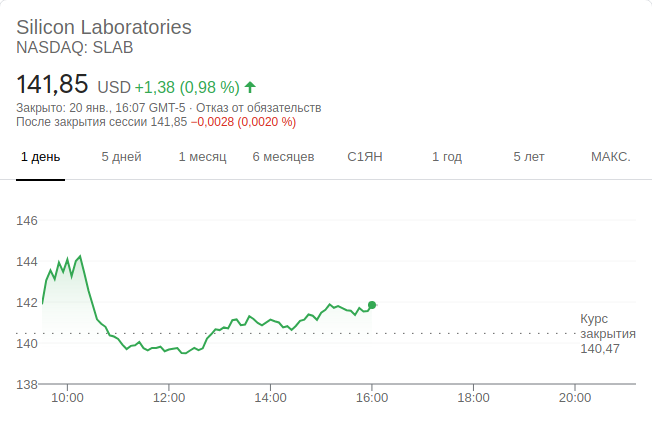 Silicon Laboratories
NASDAQ: SLAB
141,85 USD +1,38 (0,98 %)
Закрыто: 20 янв., 16:07 GMT-5 · Отказ от обязательств
После закрытия сессии 141,85 −0,0028 (0,0020 %)
1 день 5 дней 1 месяц 6 месяцев С1ЯН 1 год 5 лет МАКС.
146
144
142
Курс
закрытия
140,47
140
138
10:00 12:00 14:00 16:00 18:00 20:00